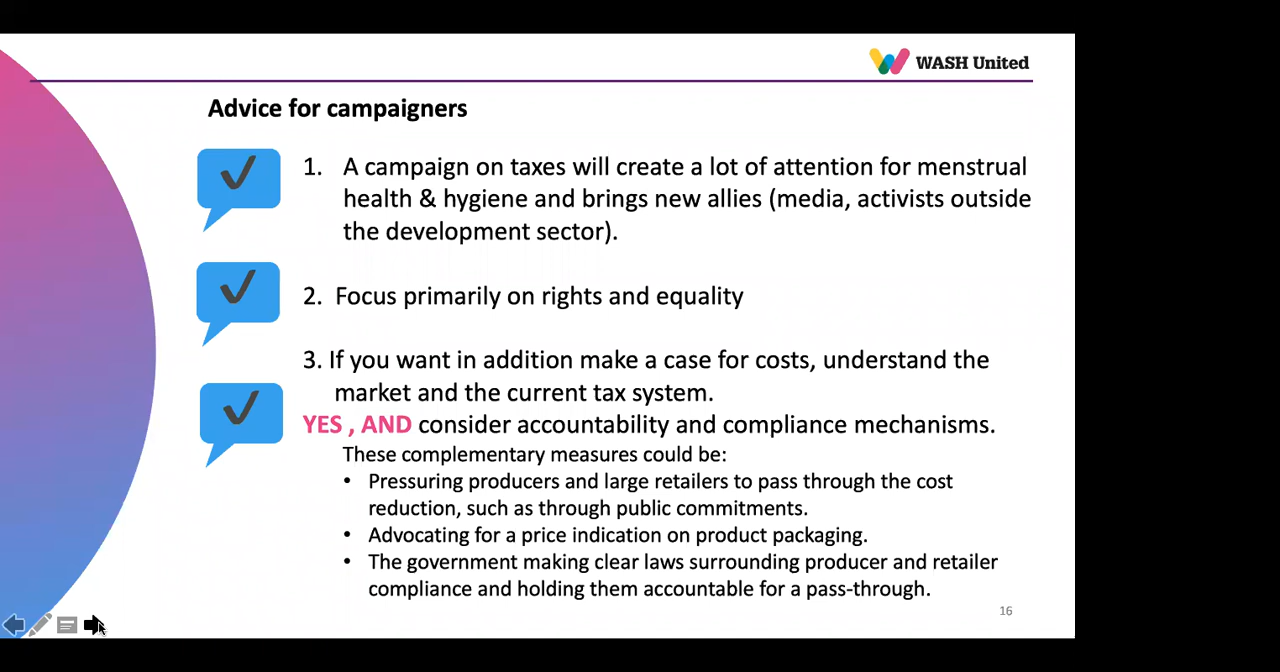 WASH United
Advice for campaigners
1. A campaign on taxes will create a lot of attention for menstrual
health & hygiene and brings new allies (media, activists outside
the development sector).
2. Focus primarily on rights and equality
3. If you want in addition make a case for costs, understand the
market and the current tax system.
YES , AND consider accountability and compliance mechanisms.
These complementary measures could be:
• Pressuring producers and large retailers to pass through the cost
reduction, such as through public commitments.
• Advocating for a price indication on product packaging.
• The government making clear laws surrounding producer and retailer
compliance and holding them accountable for a pass-through.
16